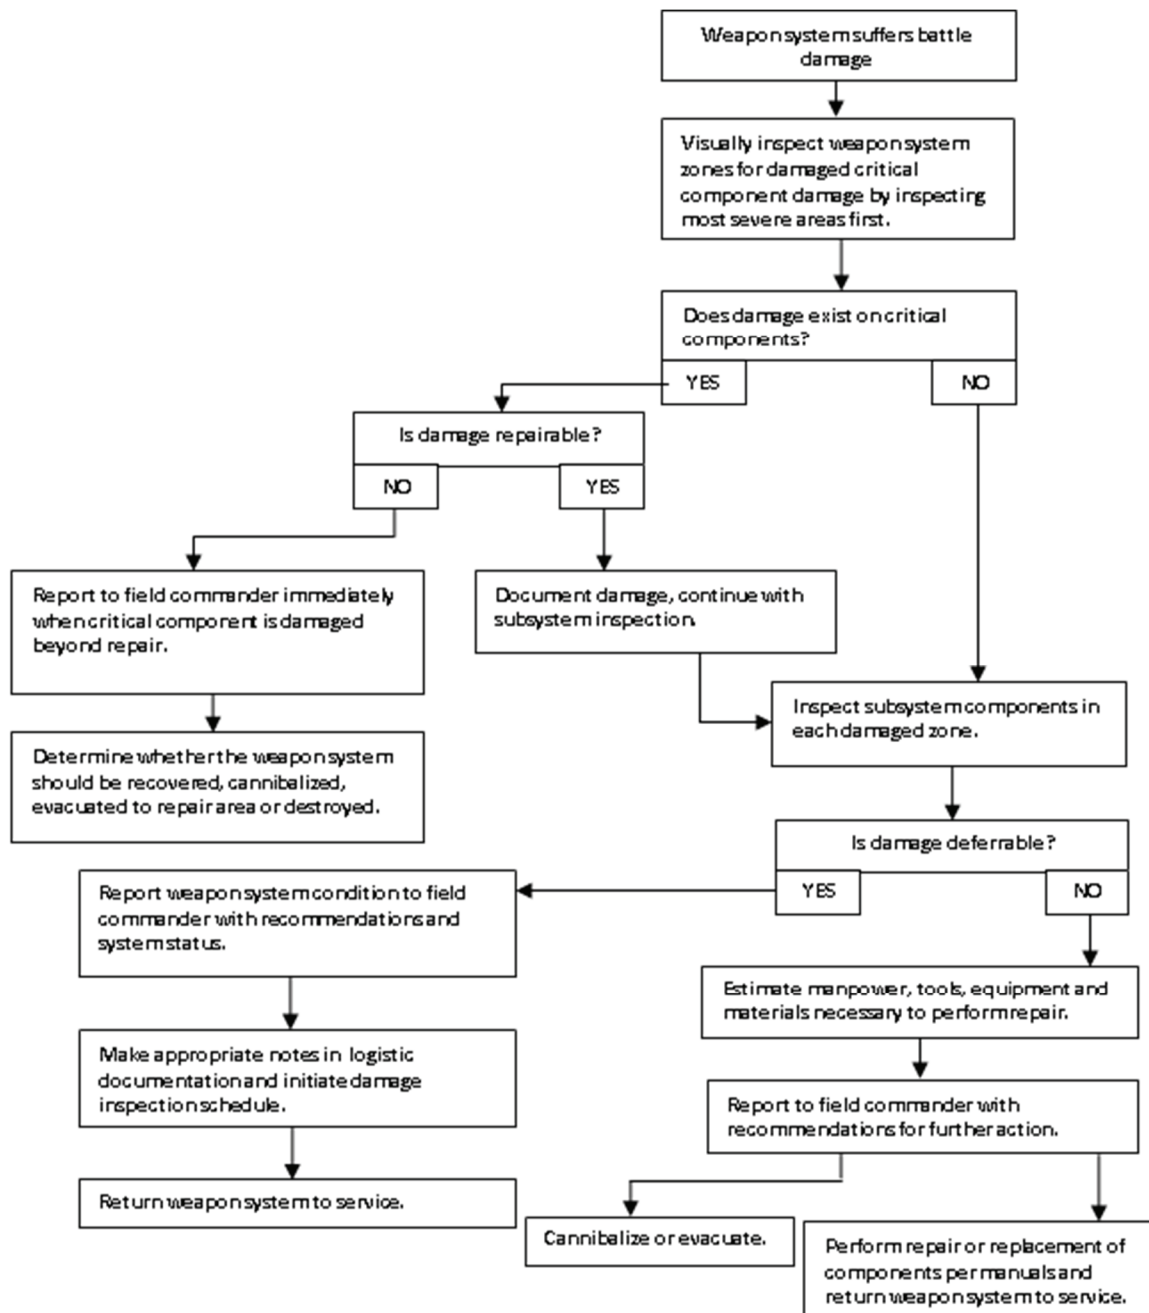 Weapon system suffers battle
damage
Visually inspect weapon system
zones for damaged critical
component damage by inspecting
most severe areas first.
Does damage exist on critical
components?
YES
NO
Is damage repairable?
NO
YES
Report to field commander immediately
when critical component is damaged
beyond repair.
Document damage, continue with
subsystem inspection.
Inspect subsystem components in
each damaged zone.
Determine whether the weapon system
should be recovered, cannibalized,
evacuated to repair area or destroyed.
Is damage deferrable?
YES
NO
Report weapon system condition to field
commander with recommendations and
system status.
Estimate manpower, tools, equipment and
materials necessary to perform repair.
Make appropriate notes in logistic
documentation and initiate damage
inspection schedule.
Report to field commander with
recommendations for further action.
Return weapon system to service.
Cannibalize or evacuate.
Perform repair or replacement of
components per manuals and
return weapon system to service.